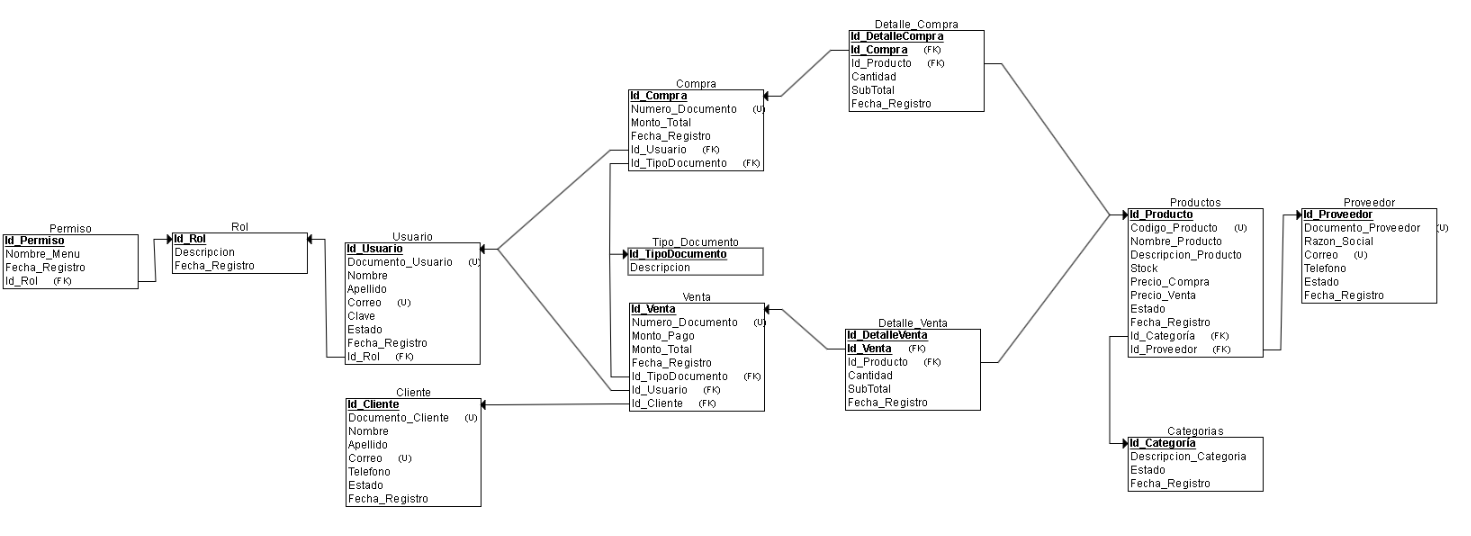 Permiso
Id_Permiso
Nombre_Menu
Fecha_Registro
Id_Rol (FK)
Rol
Id_Rol
Descripcion
Fecha_Registro
Usuario
Id_Usuario
Documento_Usuario (U)
Nombre
Apellido
Correo (U)
Clave
Estado
Fecha_Registro
Id_Rol (FK)
Cliente
Id_Cliente
Documento_Cliente (U)
Nombre
Apellido
Correo (U)
Telefono
Estado
Fecha_Registro
Compra
Id_Compra
Numero_Documento (U)
Monto_Total
Fecha_Registro
Id_Usuario (FK)
Id_TipoDocumento (FK)
Tipo_Documento
Id_TipoDocumento
Descripcion
Venta
Id_Venta
Numero_Documento (U)
Monto_Pago
Monto_Total
Fecha_Registro
Id_TipoDocumento (FK)
Id_Usuario (FK)
Id_Cliente (FK)
Detalle_Compra
Id_DetalleCompra
Id_Compra (FK)
Id_Producto (FK)
Cantidad
SubTotal
Fecha_Registro
Detalle_Venta
Id_DetalleVenta
Id_Venta (FK)
Id_Producto (FK)
Cantidad
SubTotal
Fecha_Registro
Productos
Id_Producto
Codigo_Producto (U)
Nombre_Producto
Descripcion_Producto
Stock
Precio_Compra
Precio_Venta
Estado
Fecha_Registro
Id_Categoría (FK)
Id_Proveedor (FK)
Proveedor
Id_Proveedor
Documento_Proveedor (U)
Razon_Social
Correo (U)
Telefono
Estado
Fecha_Registro
Categorias
Id_Categoría
Descripcion_Categoria
Estado
Fecha_Registro